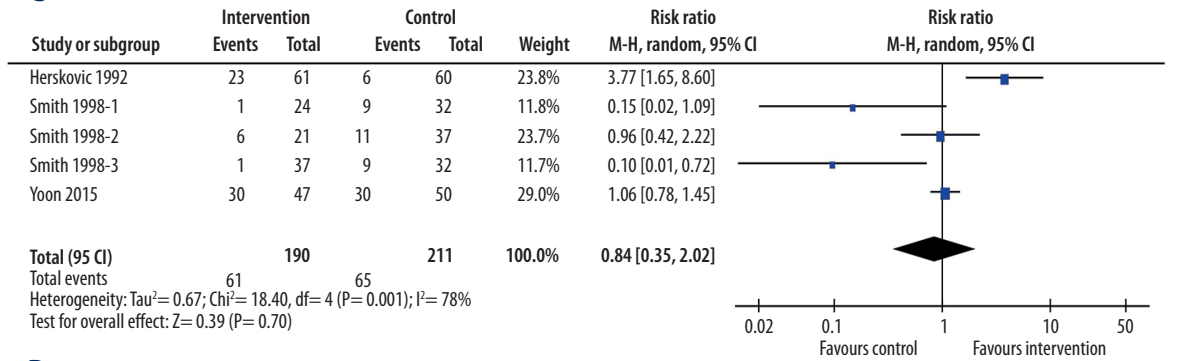 Intervention Control Risk ratio Risk ratio
Study or subgroup Events Total Events Total Weight M-H, random, 95% CI M-H, random, 95% CI
Herskovic 1992 23 61 6 60 23.8% 3.77 [1.65, 8.60]
Smith 1998-1 1 24 9 32 11.8% 0.15 [0.02, 1.09]
Smith 1998-2 6 21 11 37 23.7% 0.96 [0.42, 2.22]
Smith 1998-3 1 37 9 32 11.7% 0.10 [0.01, 0.72]
Yoon 2015 30 47 30 50 29.0% 1.06 [0.78, 1.45]
Total (95 CI) 190 211 100.0% 0.84 [0.35, 2.02]
Total events 61 65
Heterogeneity: Tau²= 0.67; Chi²= 18.40, df= 4 (P= 0.001); I²= 78%
Test for overall effect: Z= 0.39 (P= 0.70)
0.02 0.1 1 10 50
Favours control Favours intervention